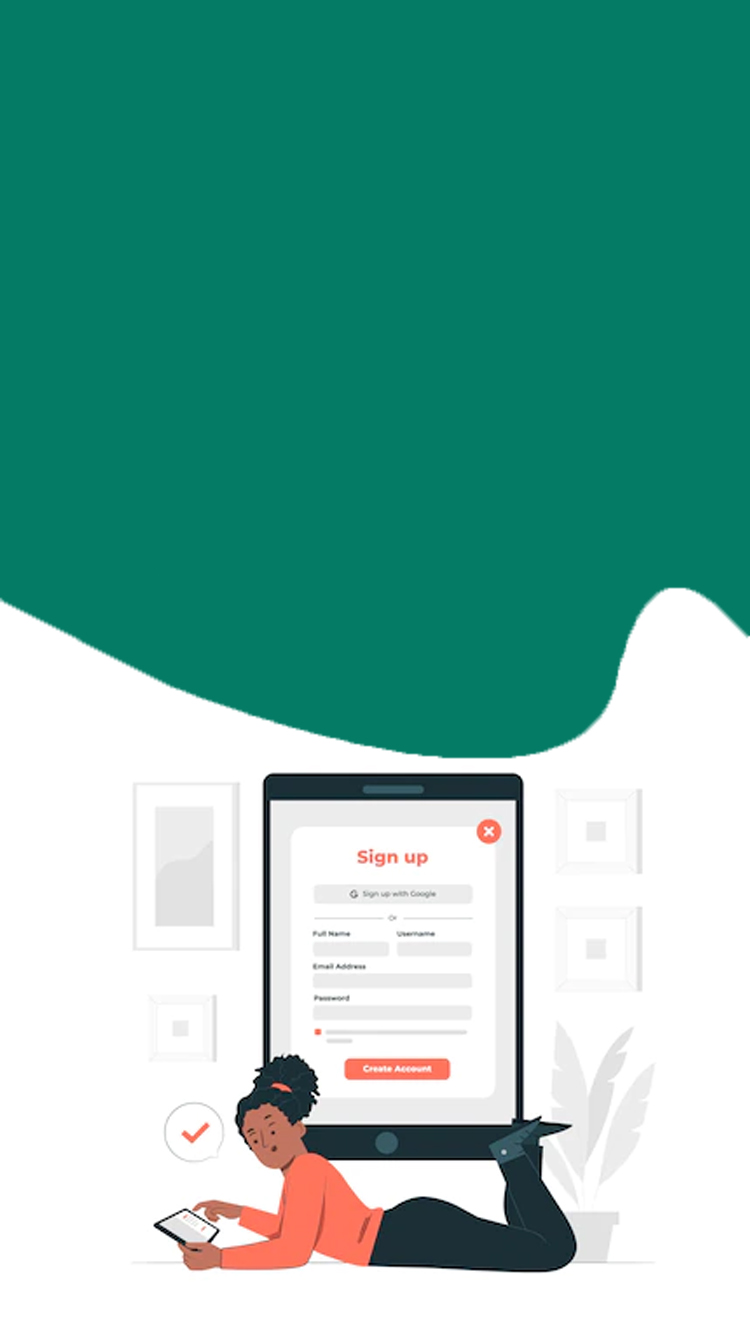 Sign up
G Sign up with Google
Or
Full Name Username
Email Address
Password
Create Account